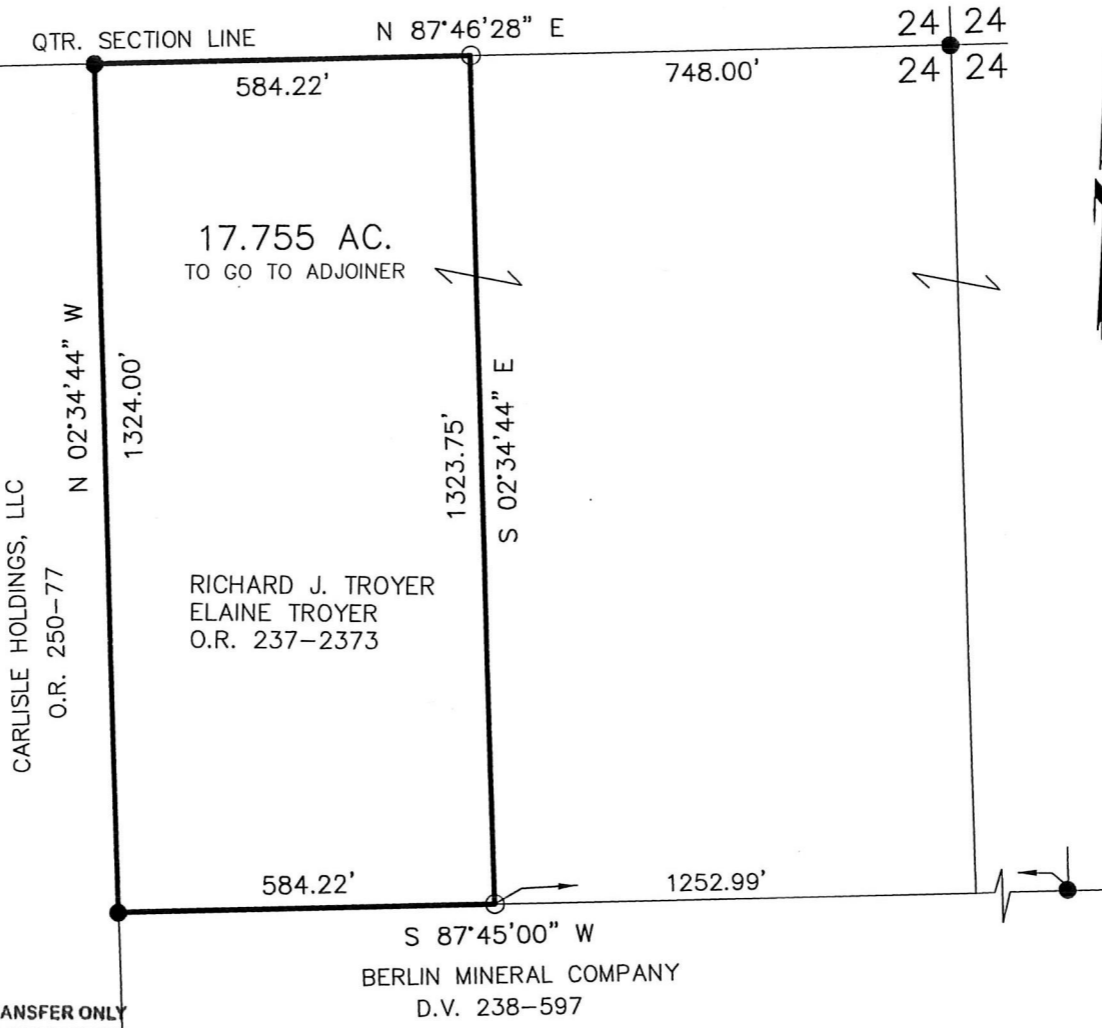 QTR. SECTION LINE
N 87°46'28" E
24 24
24 24
584.22'
748.00'
17.755 AC.
TO GO TO ADJOINER
N 02°34'44" W
1324.00'
1323.75'
S 02°34'44" E
CARLISLE HOLDINGS, LLC
O.R. 250-77
RICHARD J. TROYER
ELAINE TROYER
O.R. 237-2373
584.22'
1252.99'
S 87°45'00" W
BERLIN MINERAL COMPANY
D.V. 238-597
ANSFER ONLY